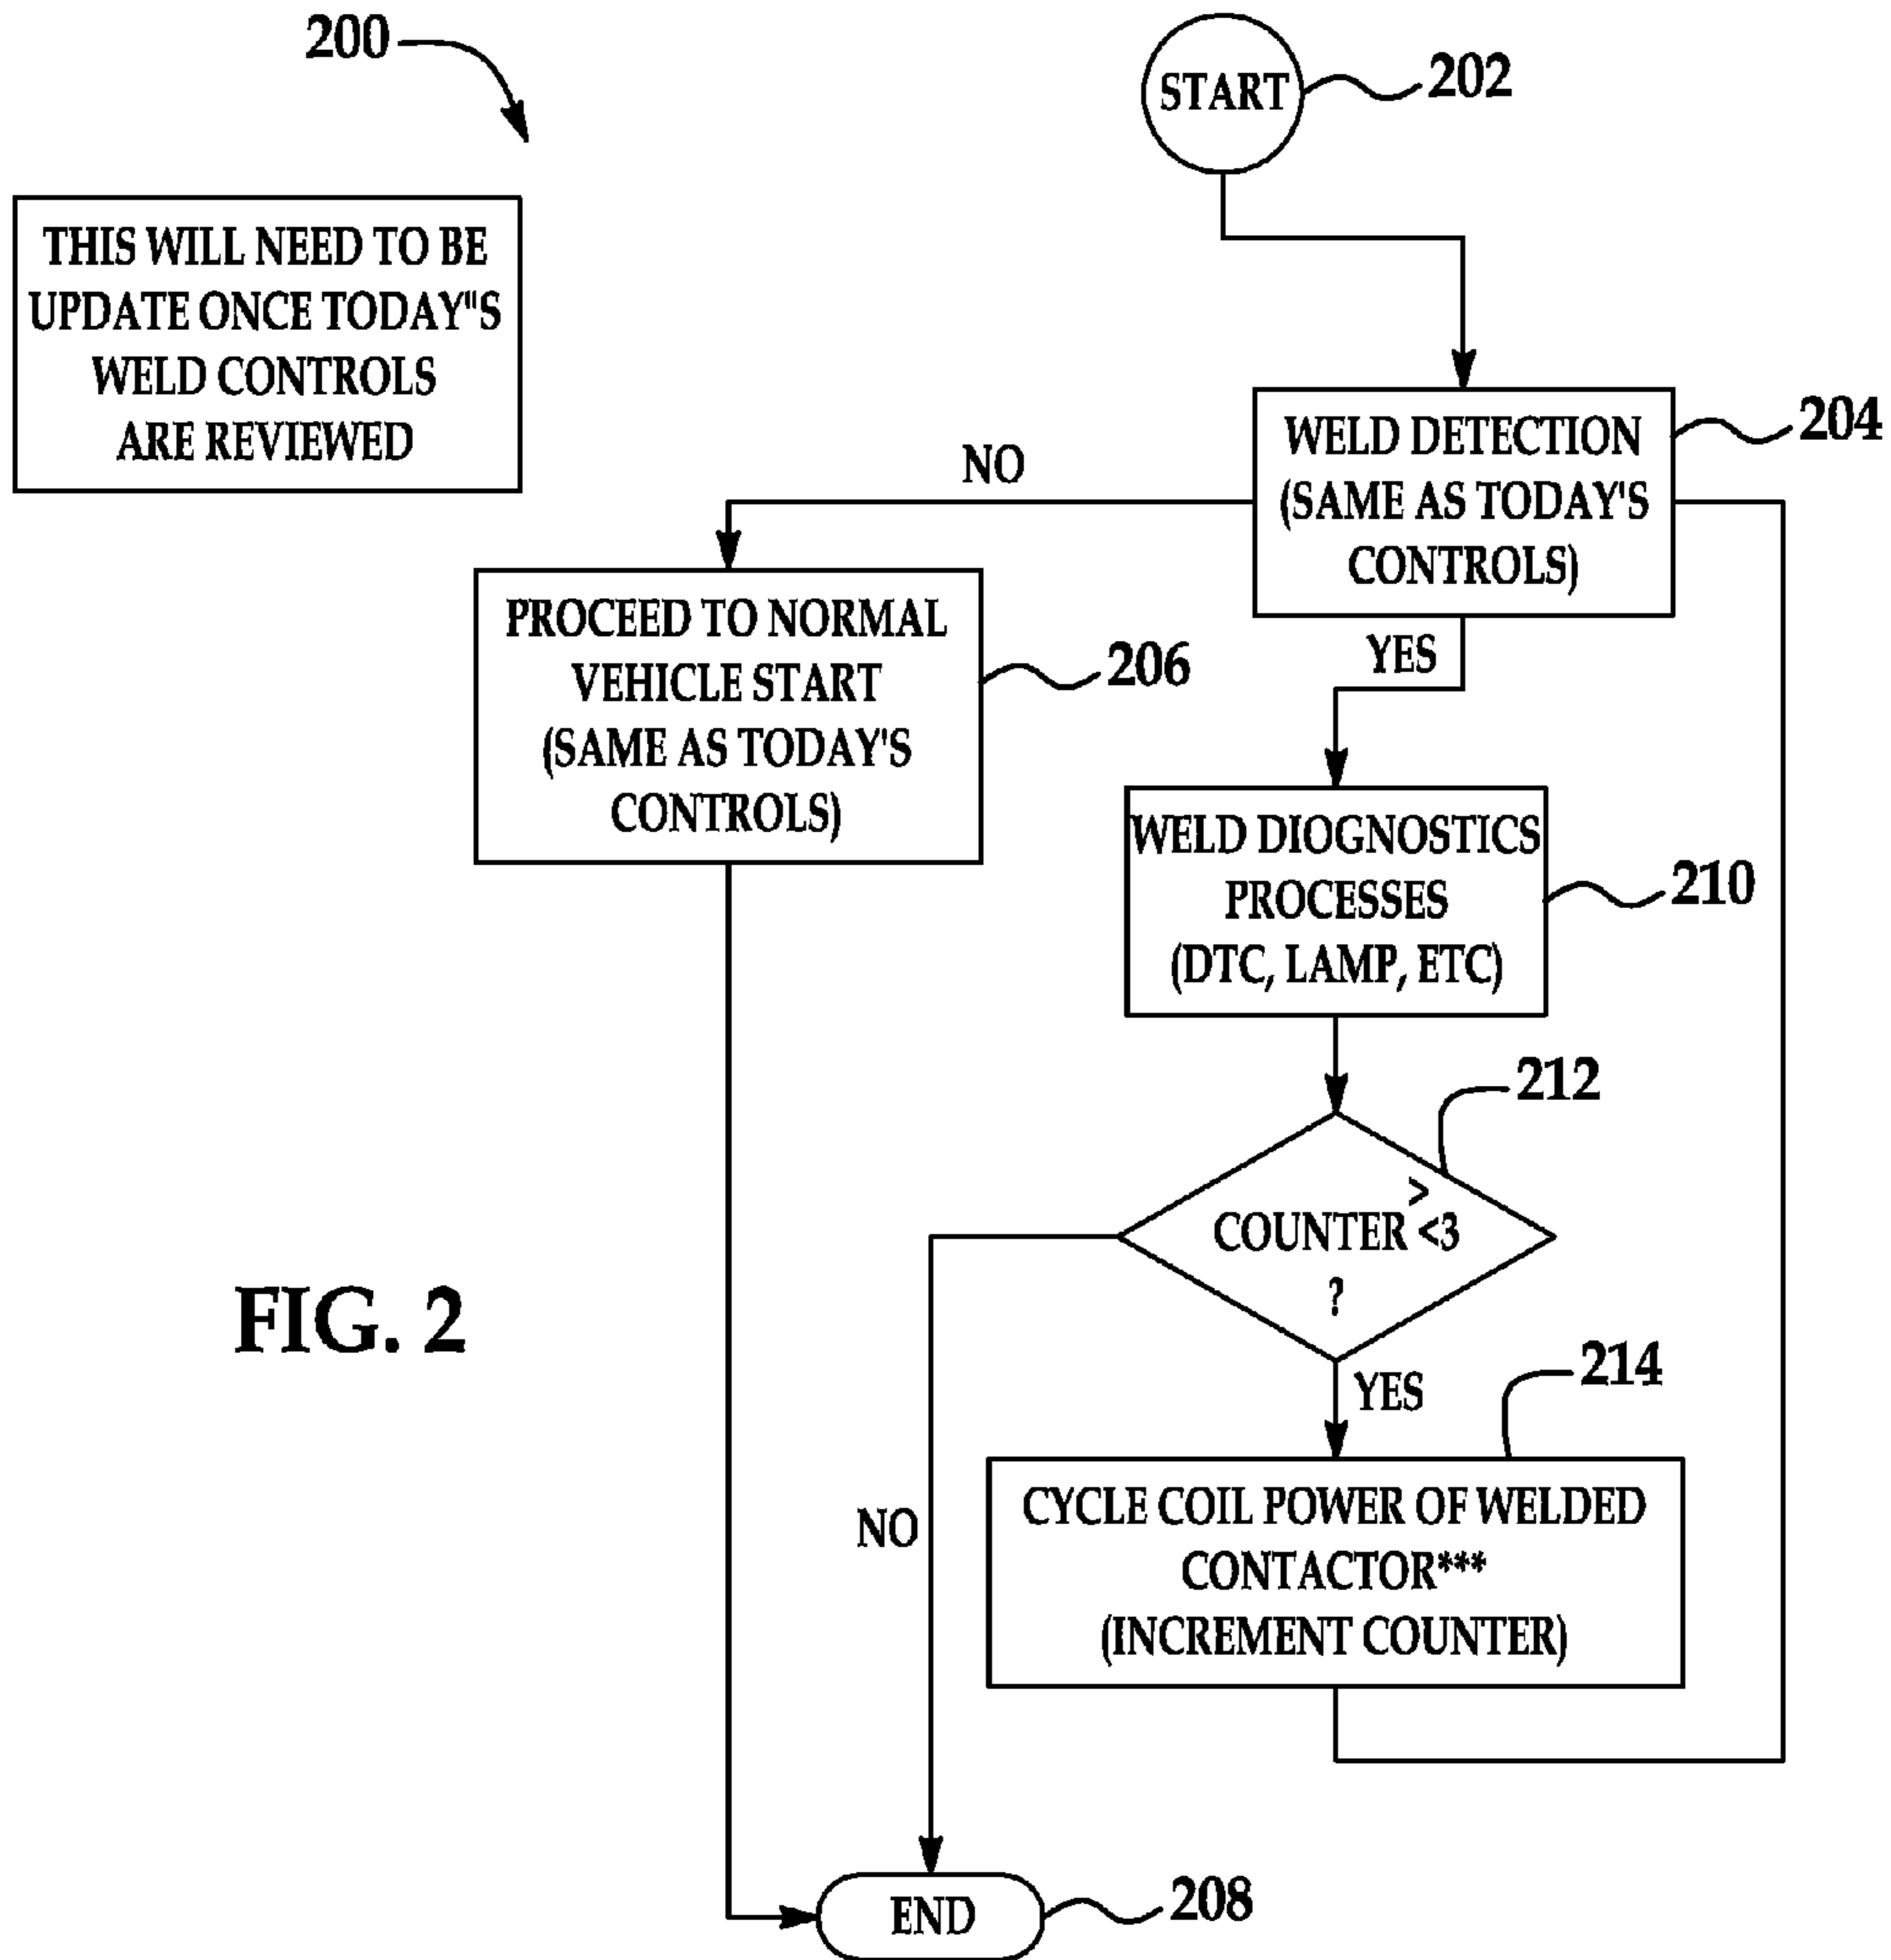 200
START
202
THIS WILL NEED TO BE
UPDATE ONCE TODAY"S
WELD CONTROLS
ARE REVIEWED
WELD DETECTION
(SAME AS TODAY'S
CONTROLS)
204
NO
YES
PROCEED TO NORMAL
VEHICLE START
(SAME AS TODAY'S
CONTROLS)
206
WELD DIOGNOSTICS
PROCESSES
(DTC, LAMP, ETC)
210
212
>
COUNTER <3
?
FIG. 2
YES
214
NO
CYCLE COIL POWER OF WELDED
CONTACTOR***
(INCREMENT COUNTER)
END
208